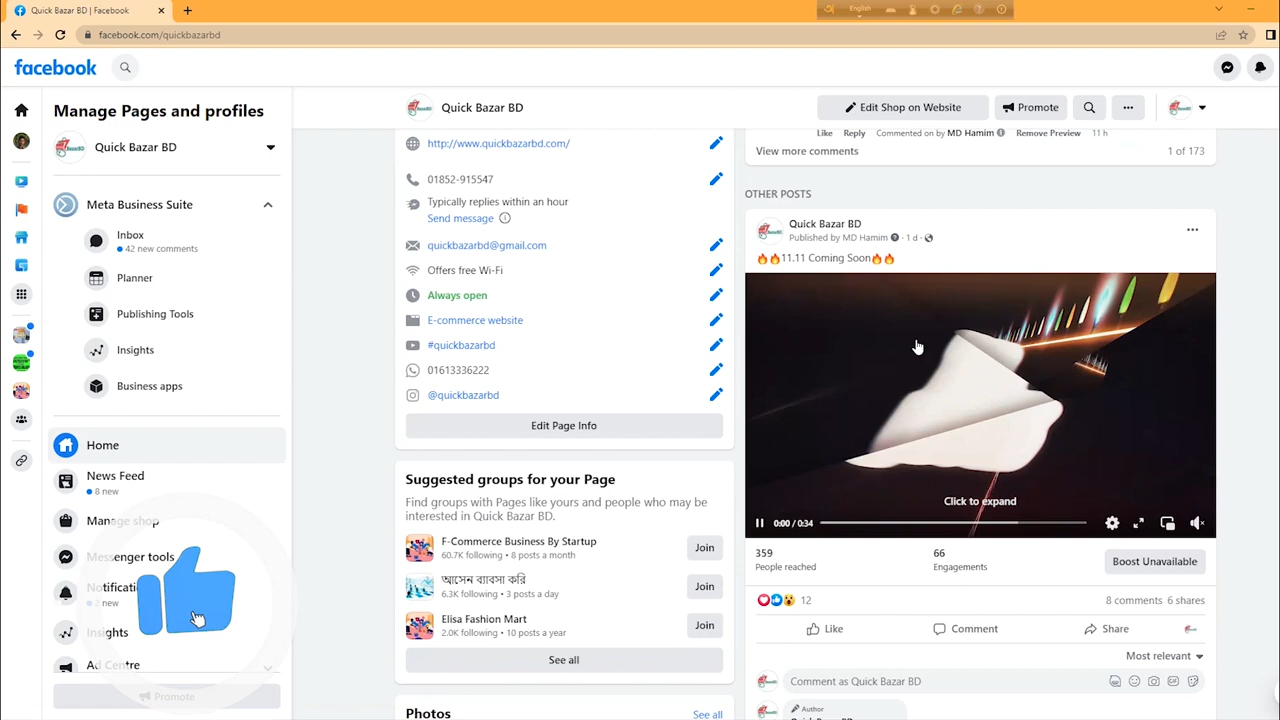 Quick Bazar BD | Facebook
English
facebook.com/quickbazarbd
facebook
Manage Pages and profiles
Quick Bazar BD
Meta Business Suite
Inbox
42 new comments
Planner
Publishing Tools
Insights
Business apps
Home
News Feed
8 new
Manage shop
Messenger tools
Insights
Ad Centre
Promote
Quick Bazar BD
Edit Shop on Website
Promote
http://www.quickbazarbd.com/
01852-915547
Typically replies within an hour
Send message
quickbazarbd@gmail.com
Offers free Wi-Fi
Always open
E-commerce website
#quickbazarbd
01613336222
@quickbazarbd
Edit Page Info
Suggested groups for your Page
Find groups with Pages like yours and people who may be
interested in Quick Bazar BD.
F-Commerce Business By Startup
60.7K following • 8 posts a month
Join
আসেন ব্যাবসা করি
6.3K following • 3 posts a day
Join
Elisa Fashion Mart
2.0K following • 10 posts a year
Join
See all
Photos
See all
Like Reply Commented on by MD Hamim Remove Preview 11 h
View more comments 1 of 173
OTHER POSTS
Quick Bazar BD
Published by MD Hamim · 1 d ·
🔥🔥11.11 Coming Soon🔥🔥
Click to expand
0:00 / 0:34
359
People reached
66
Engagements
Boost Unavailable
12
8 comments 6 shares
Like Comment Share
Most relevant
Comment as Quick Bazar BD
Author